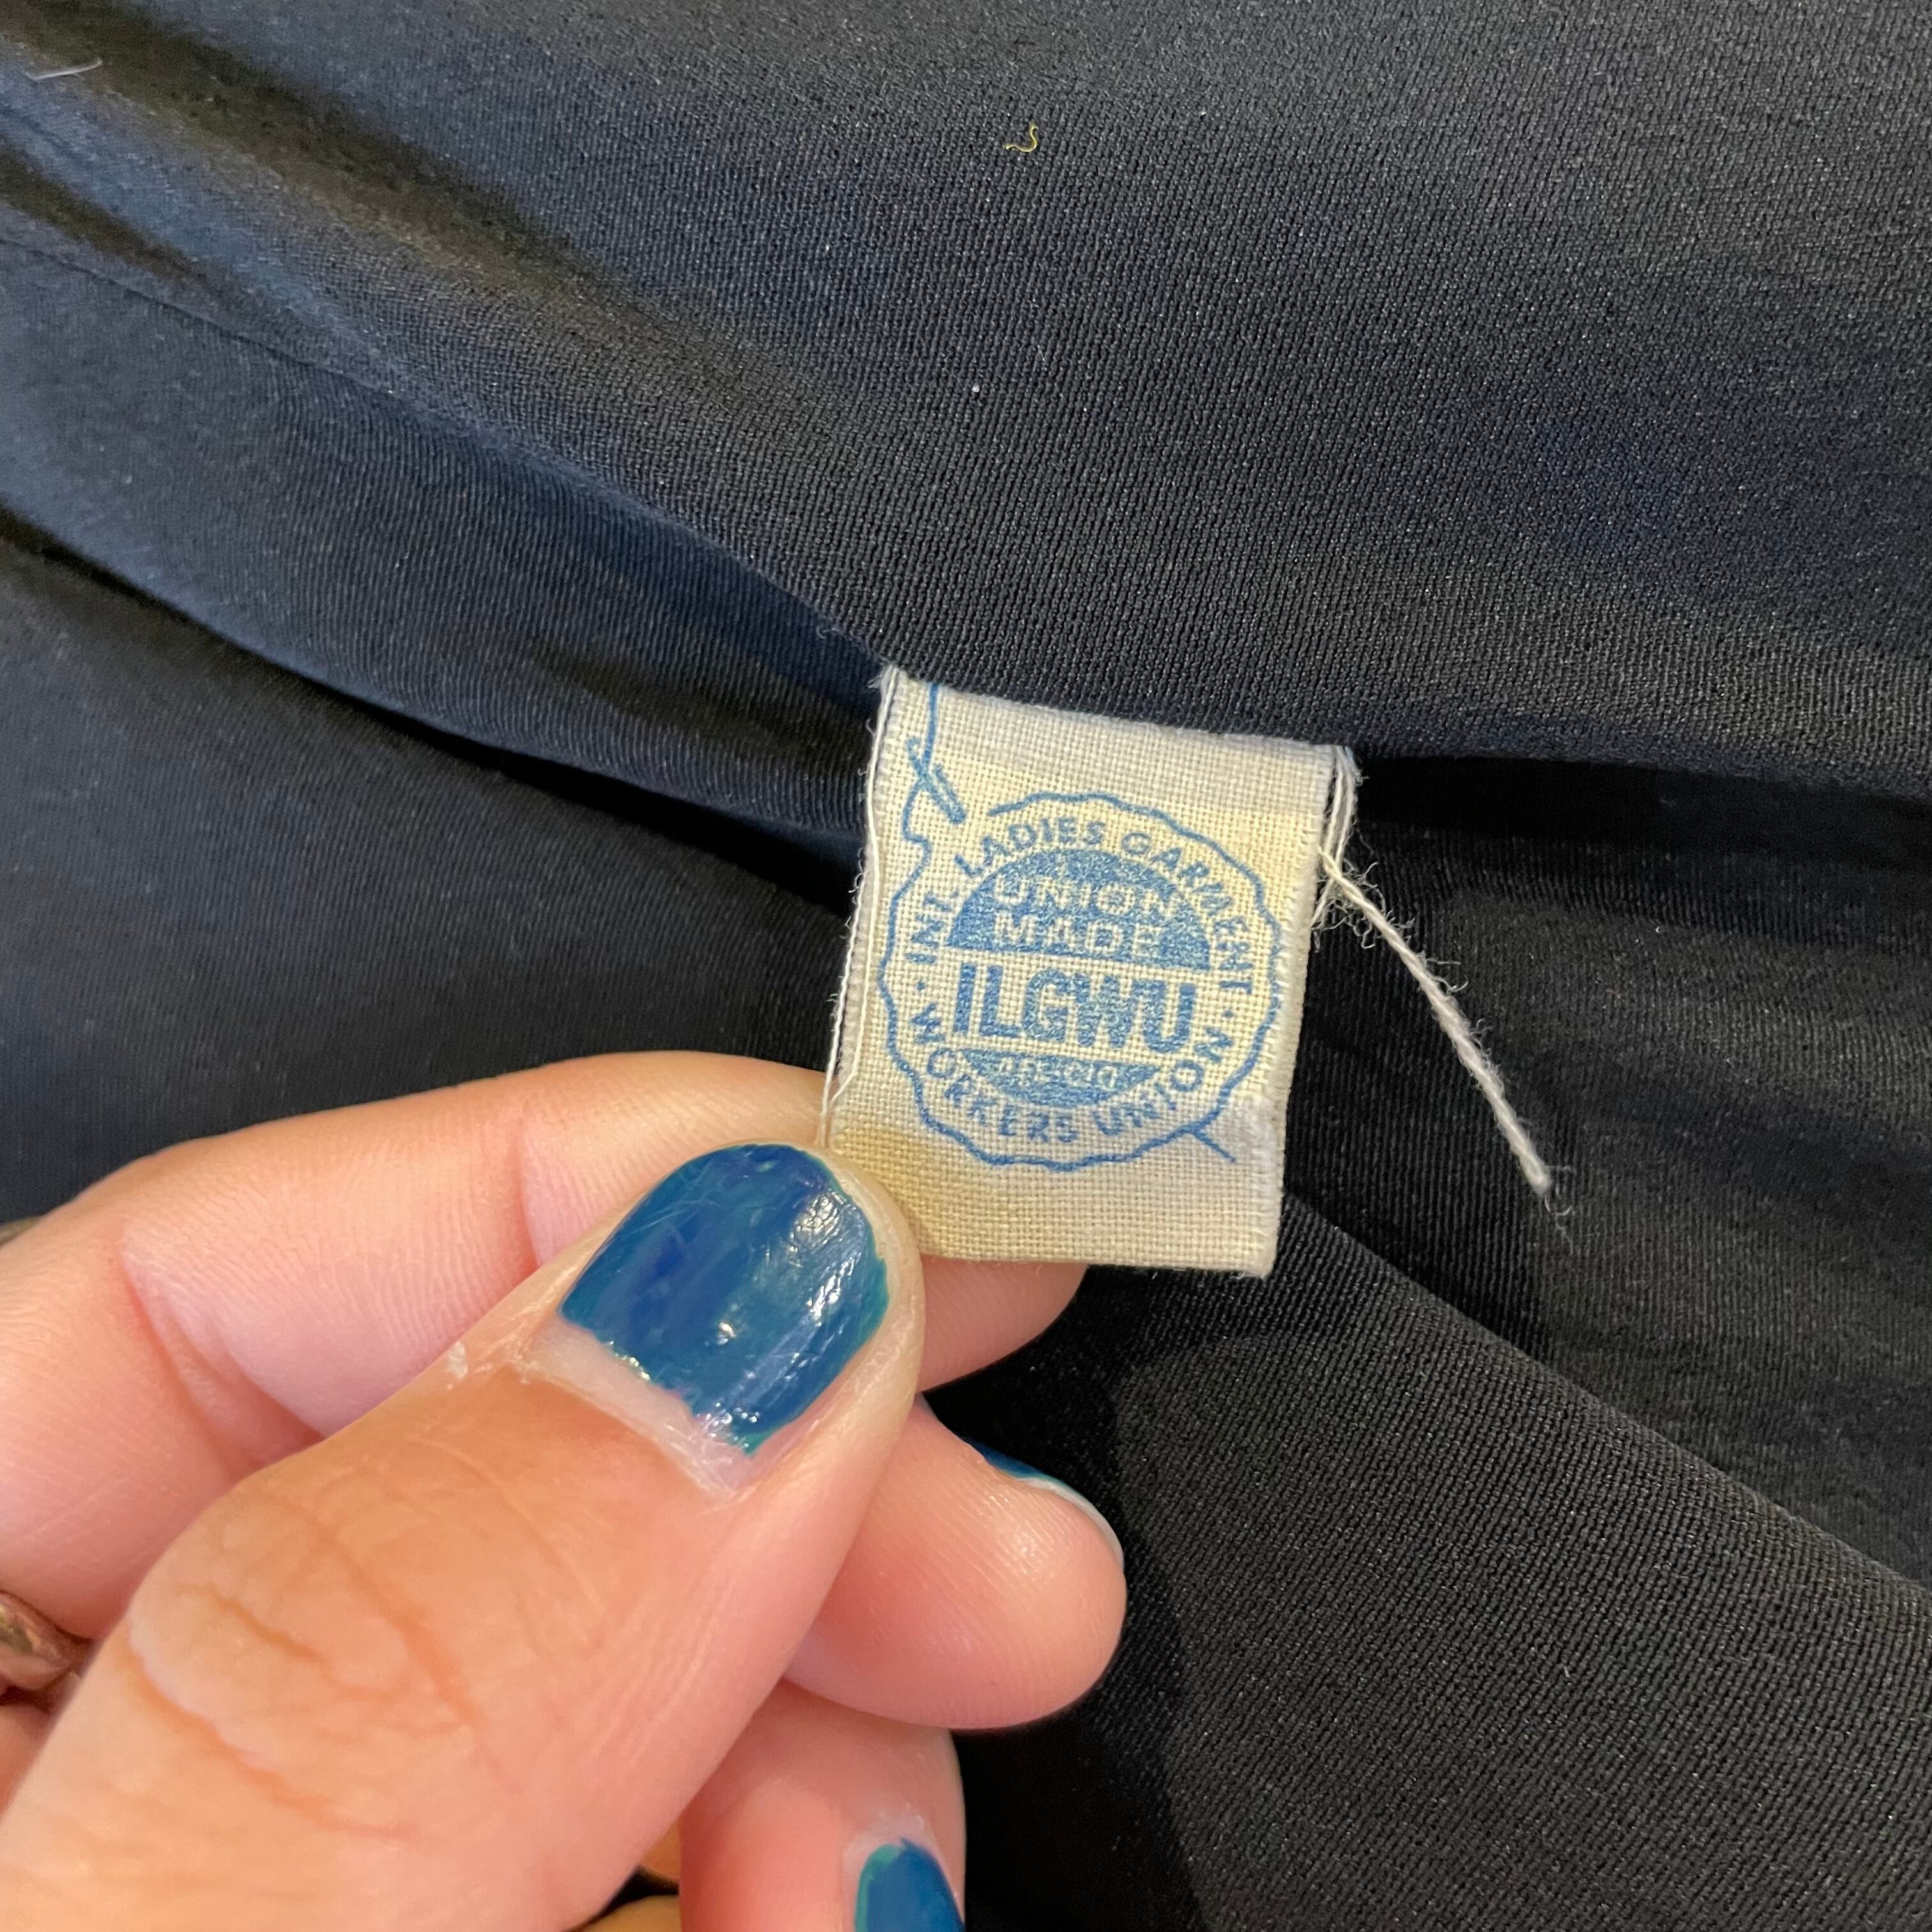 INT. LADIES GARMENT
UNION
MADE
ILGWU
AFL-CIO
· WORKERS UNION ·